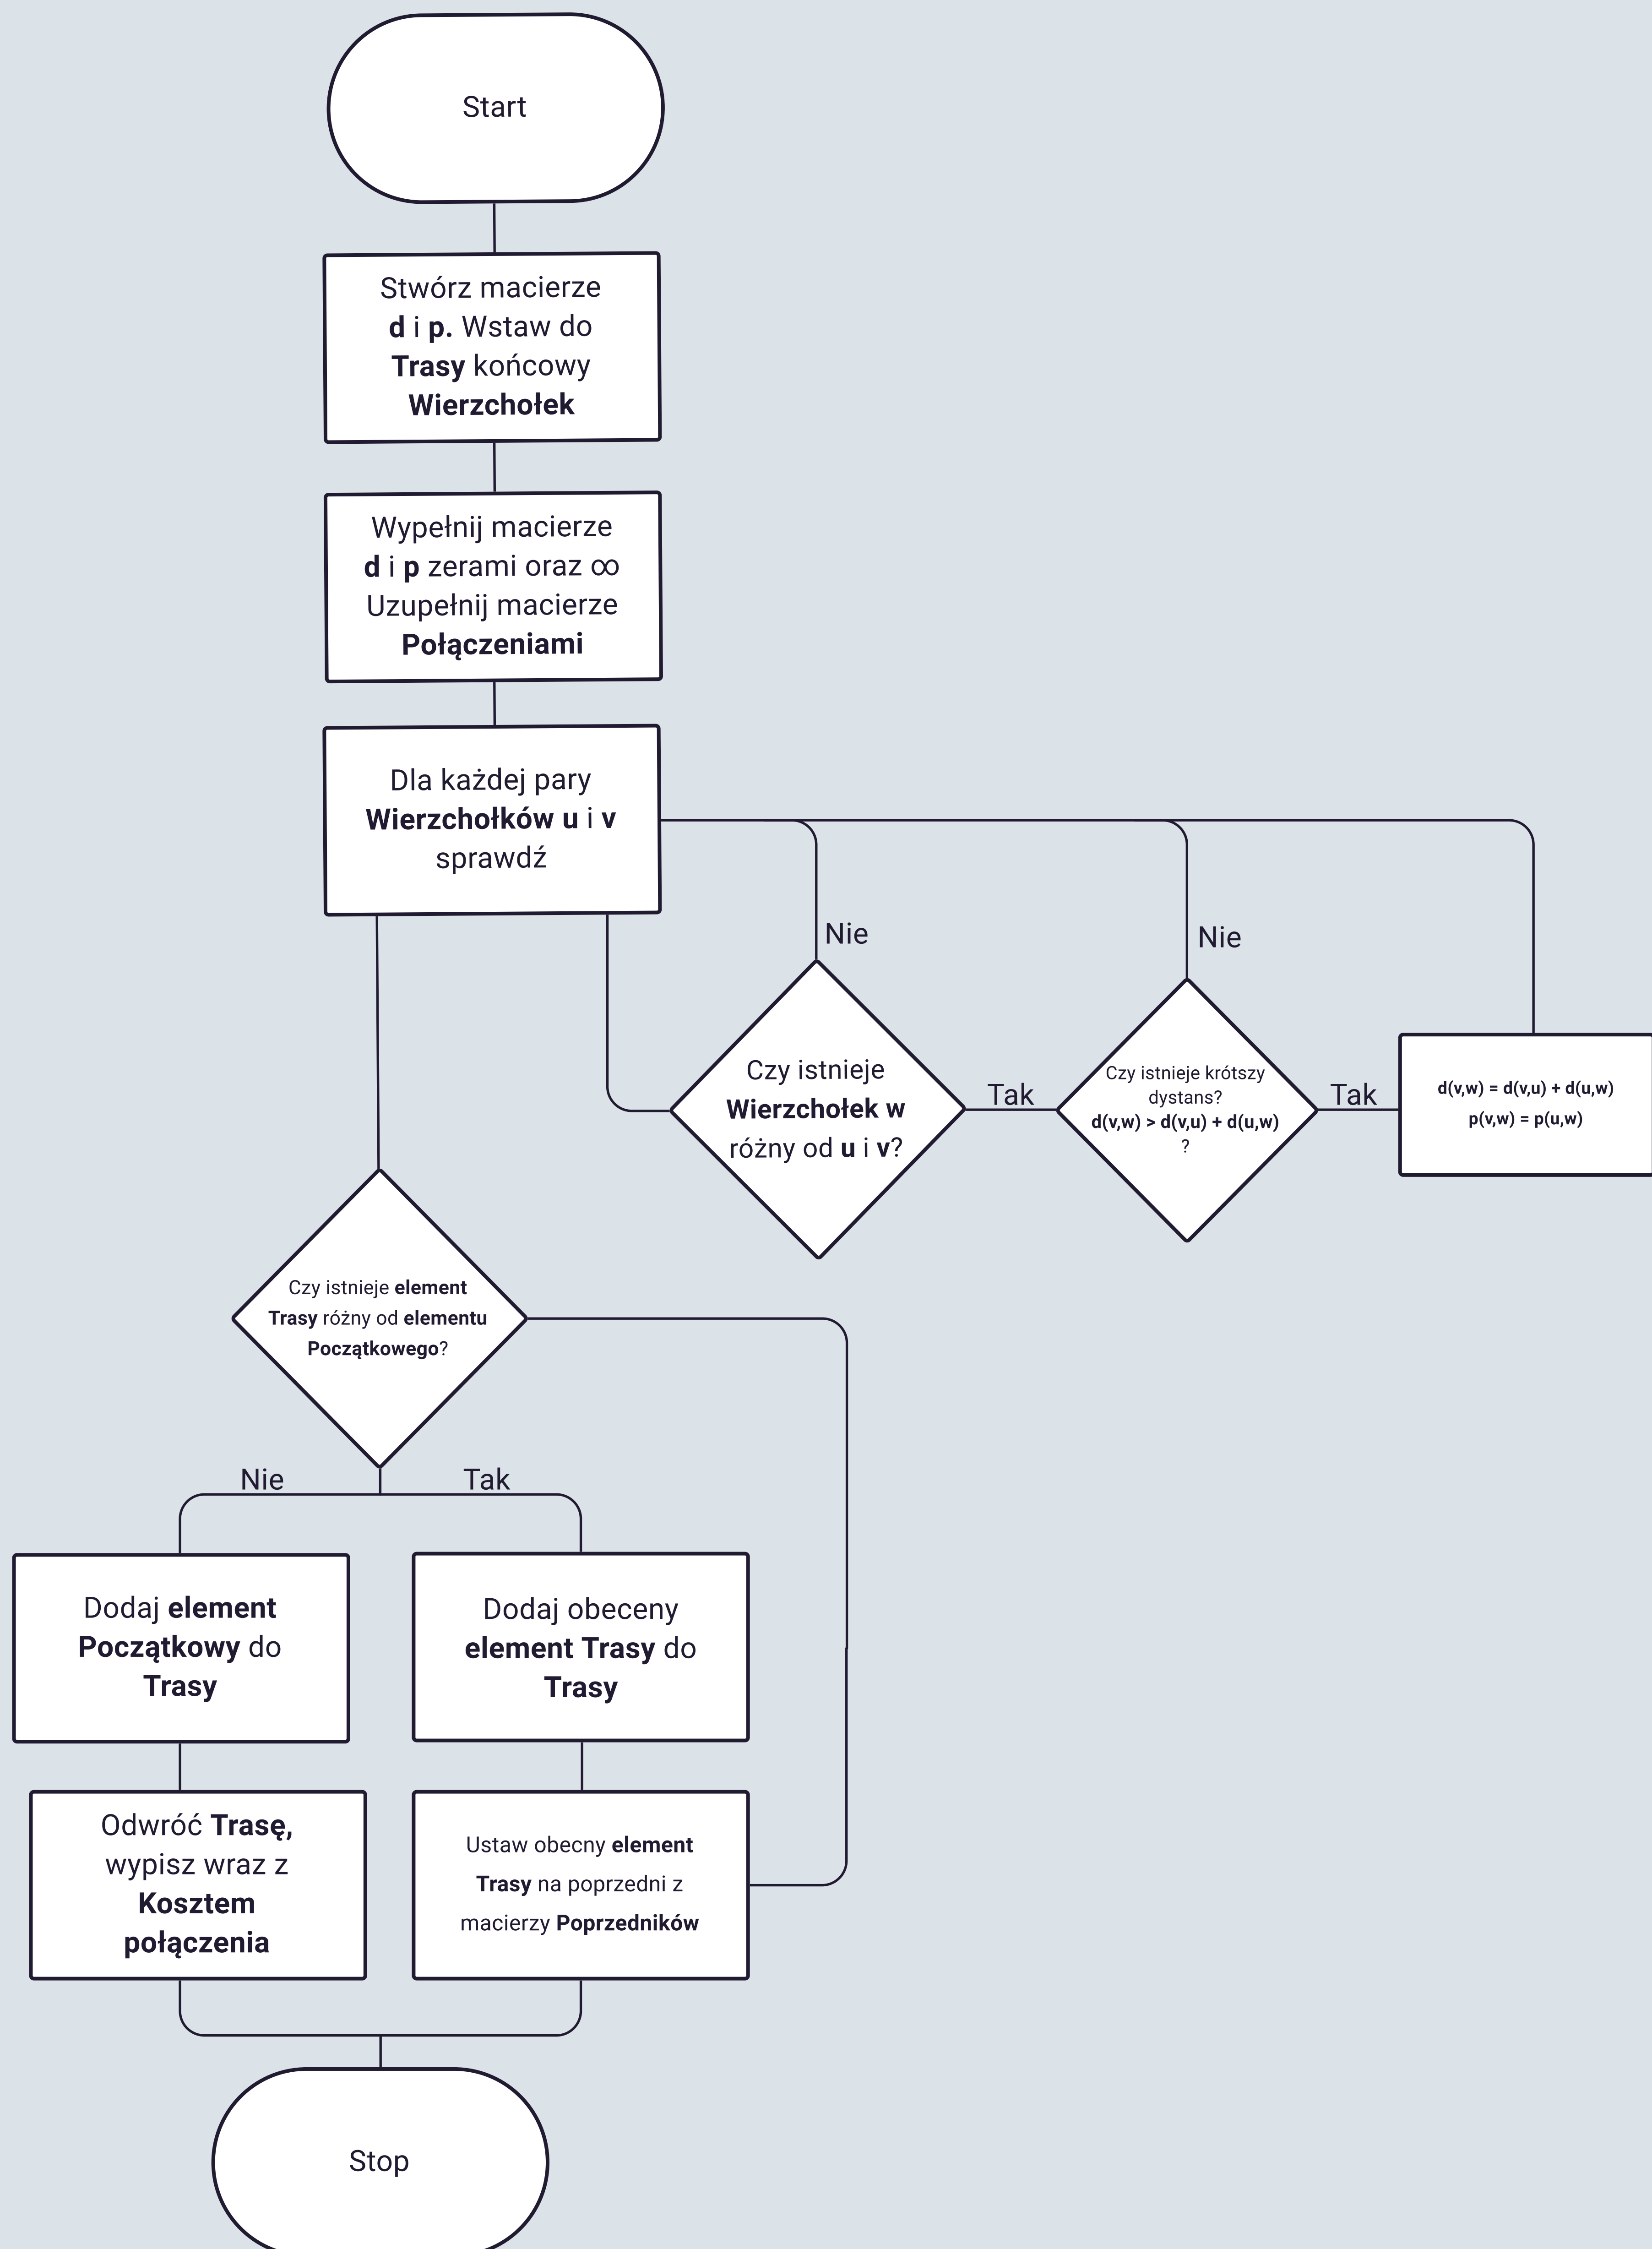 Start
Stwórz macierze
d i p. Wstaw do
Trasy końcowy
Wierzchołek
Wypełnij macierze
d i p zerami oraz ∞
Uzupełnij macierze
Połączeniami
Dla każdej pary
Wierzchołków u i v
sprawdź
Nie
Nie
Czy istnieje
Wierzchołek w
różny od u i v?
Tak
Czy istnieje krótszy
dystans?
d(v,w) > d(v,u) + d(u,w)
?
Tak
d(v,w) = d(v,u) + d(u,w)
p(v,w) = p(u,w)
Czy istnieje element
Trasy różny od elementu
Początkowego?
Nie
Tak
Dodaj element
Początkowy do
Trasy
Dodaj obeceny
element Trasy do
Trasy
Odwróć Trasę,
wypisz wraz z
Kosztem
połączenia
Ustaw obecny element
Trasy na poprzedni z
macierzy Poprzedników
Stop